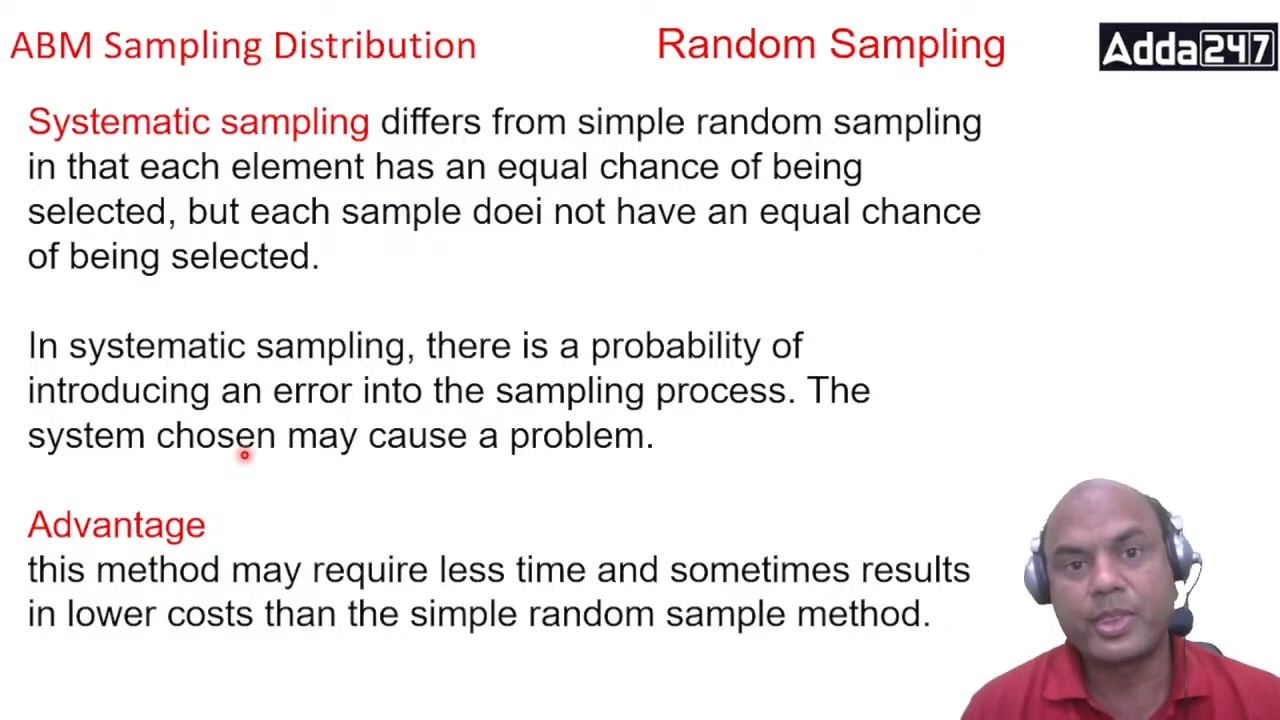 ABM Sampling Distribution
Random Sampling
Adda247
Systematic sampling differs from simple random sampling
in that each element has an equal chance of being
selected, but each sample doei not have an equal chance
of being selected.
In systematic sampling, there is a probability of
introducing an error into the sampling process. The
system chosen may cause a problem.
Advantage
this method may require less time and sometimes results
in lower costs than the simple random sample method.